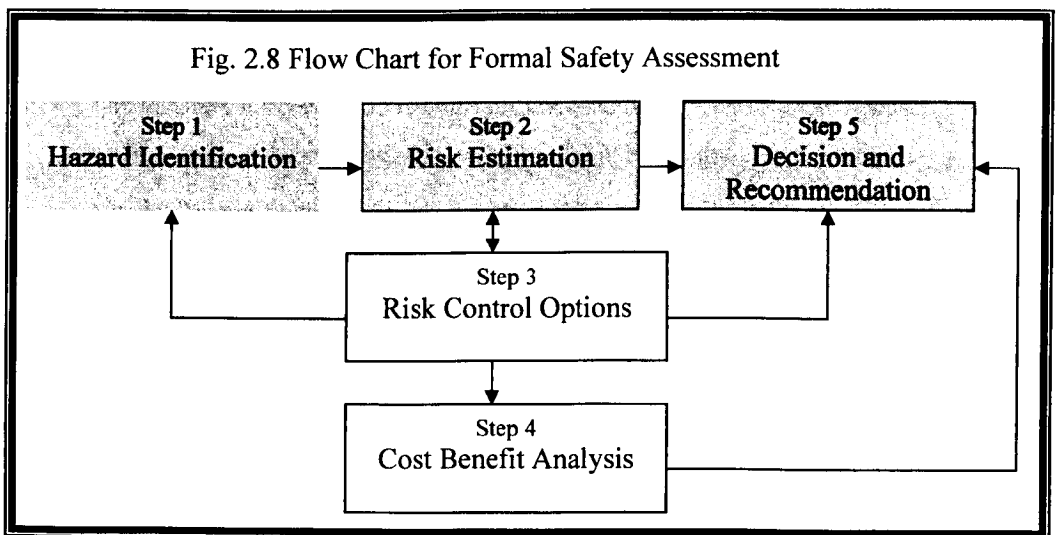 Fig. 2.8 Flow Chart for Formal Safety Assessment
Step 1
Hazard Identification
Step 2
Risk Estimation
Step 5
Decision and
Recommendation
Step 3
Risk Control Options
Step 4
Cost Benefit Analysis